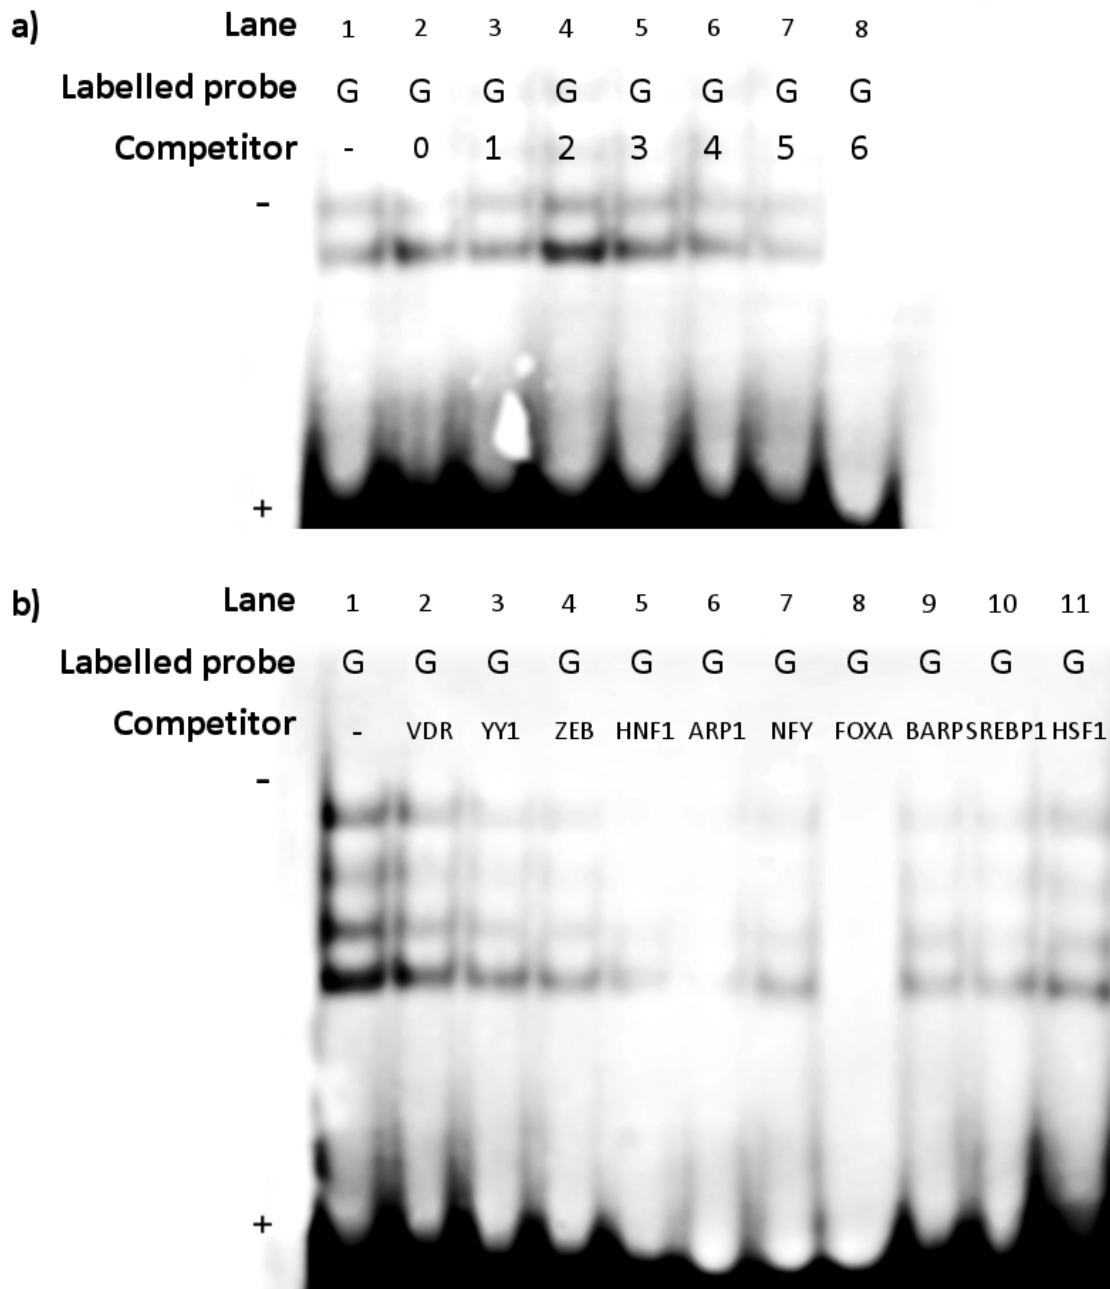 a) Lane 1 2 3 4 5 6 7 8
Labelled probe G G G G G G G G
Competitor - 0 1 2 3 4 5 6
-
+
b) Lane 1 2 3 4 5 6 7 8 9 10 11
Labelled probe G G G G G G G G G G G
Competitor - VDR YY1 ZEB HNF1 ARP1 NFY FOXA BARP SREBP1 HSF1
-
+